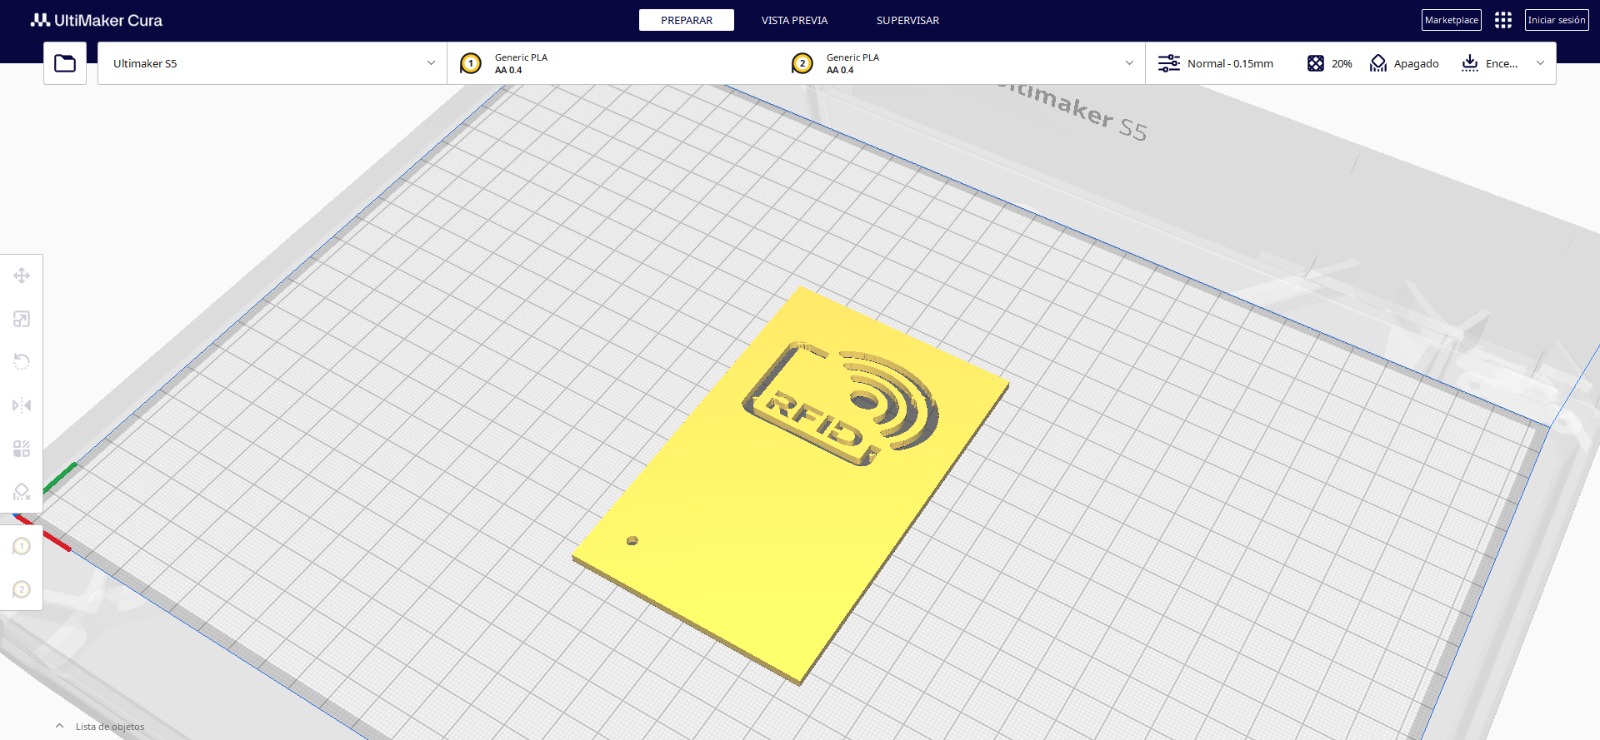 UltiMaker Cura
PREPARAR
VISTA PREVIA
SUPERVISAR
Marketplace
Iniciar sesión
Ultimaker S5
1
Generic PLA
AA 0.4
2
Generic PLA
AA 0.4
Normal - 0.15mm
20%
Apagado
Ence...
ltimaker S5
RFID
1
2
Lista de objetos